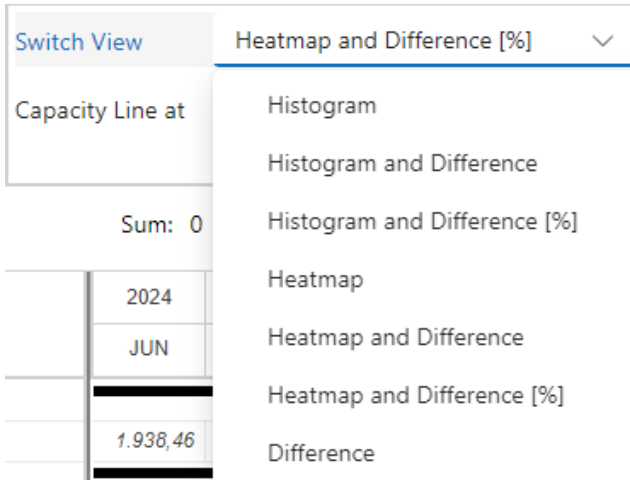 Switch View Heatmap and Difference [%]
Capacity Line at
Histogram
Histogram and Difference
Histogram and Difference [%]
Heatmap
Heatmap and Difference
Heatmap and Difference [%]
Difference
Sum: 0
2024
JUN
1.938,46